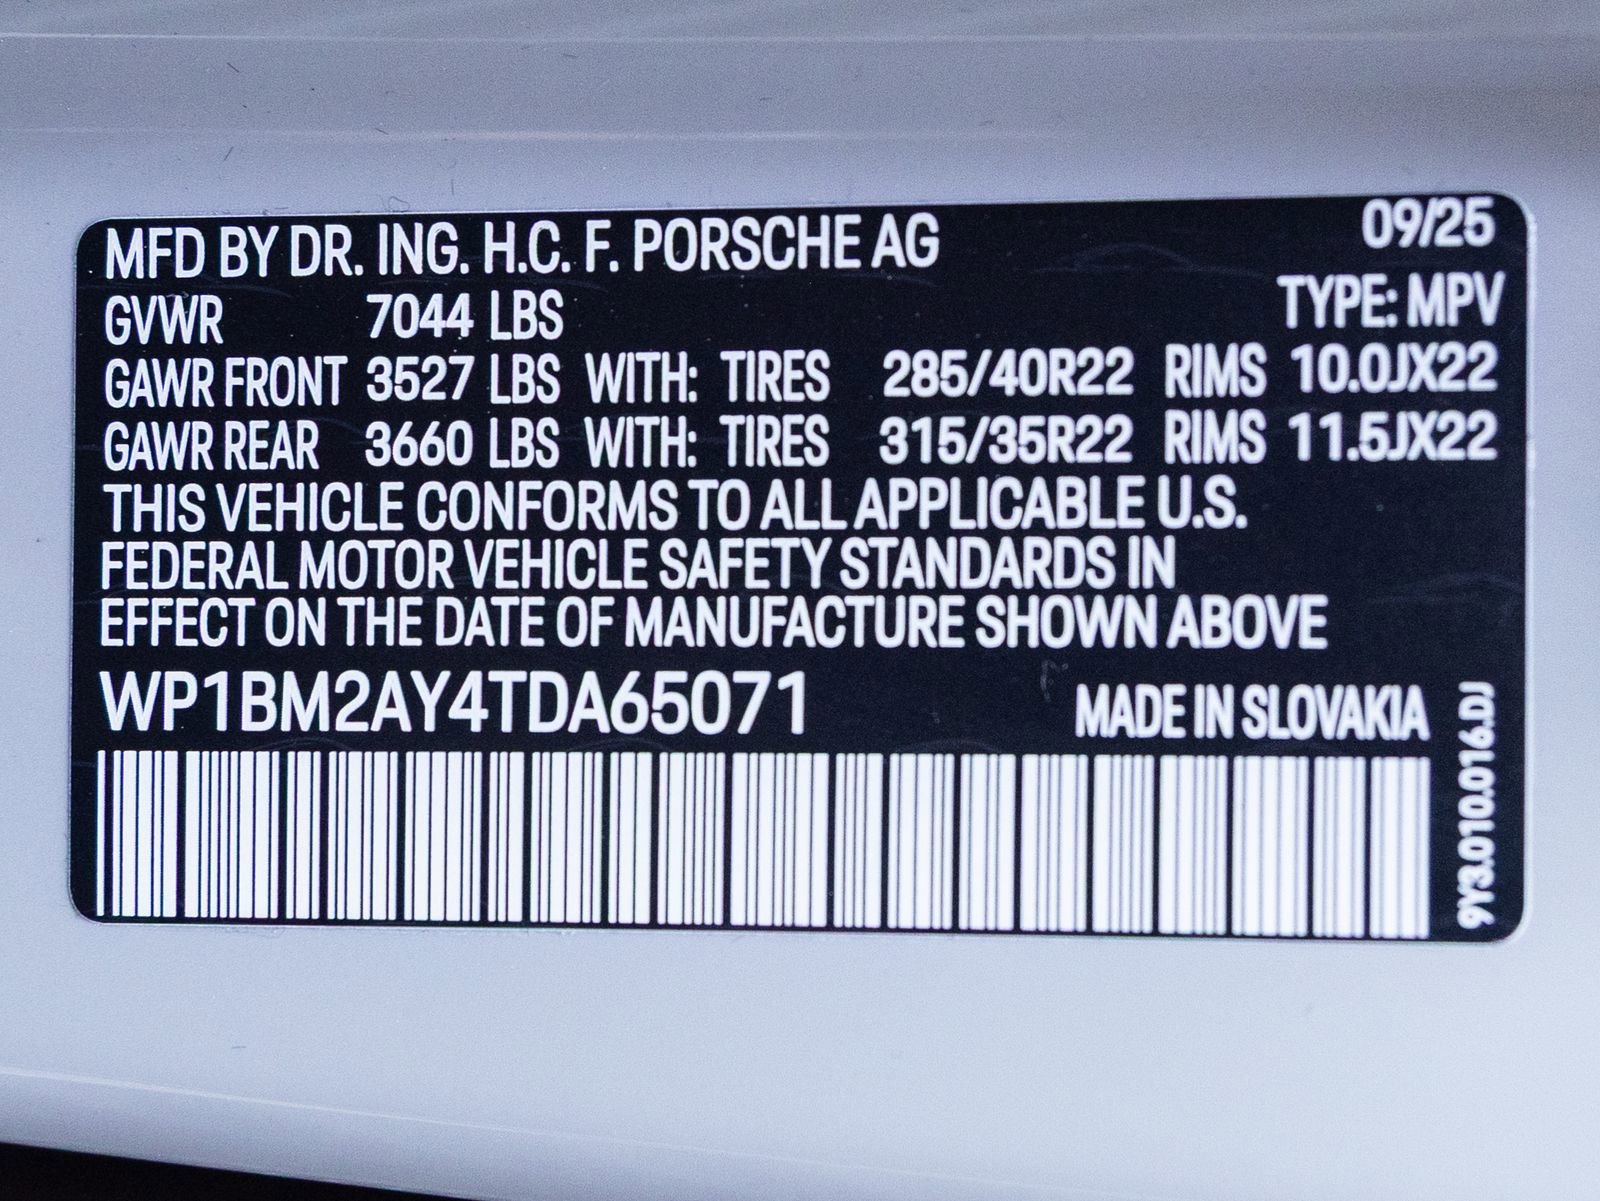 MFD BY DR. ING. H.C. F. PORSCHE AG 09/25
GVWR 7044 LBS TYPE: MPV
GAWR FRONT 3527 LBS WITH: TIRES 285/40R22 RIMS 10.0JX22
GAWR REAR 3660 LBS WITH: TIRES 315/35R22 RIMS 11.5JX22
THIS VEHICLE CONFORMS TO ALL APPLICABLE U.S.
FEDERAL MOTOR VEHICLE SAFETY STANDARDS IN
EFFECT ON THE DATE OF MANUFACTURE SHOWN ABOVE
WP1BM2AY4TDA65071 MADE IN SLOVAKIA
9Y3.010.016.DJ